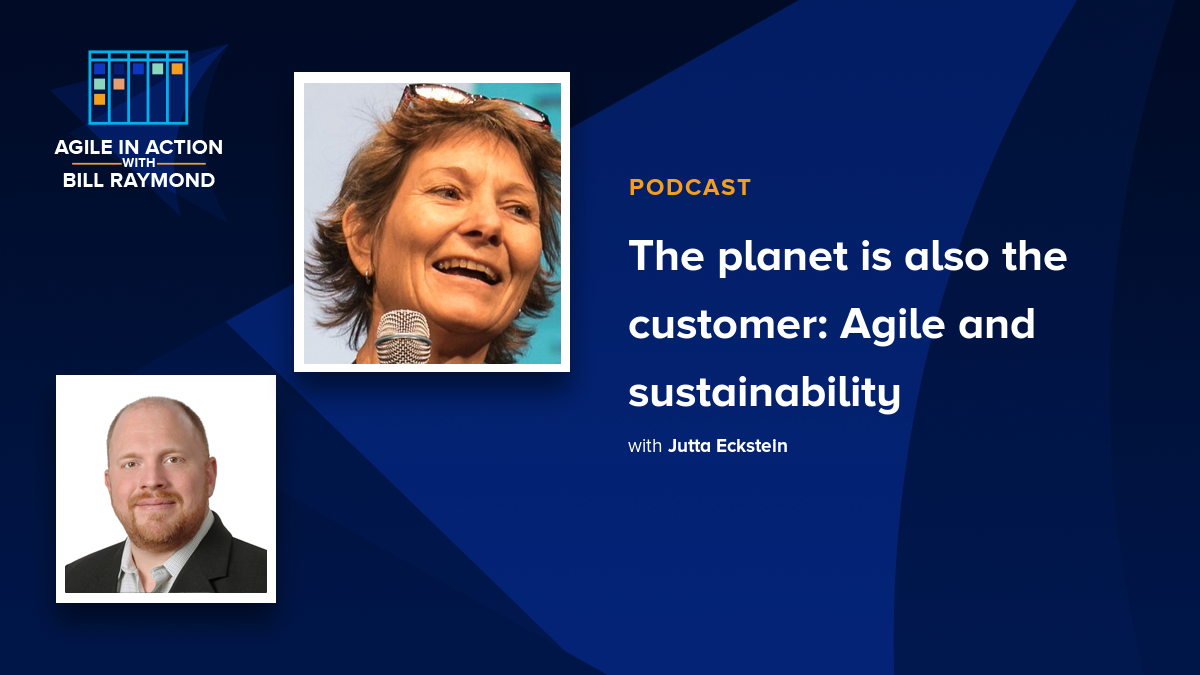 AGILE IN ACTION
WITH
BILL RAYMOND
PODCAST
The planet is also the
customer: Agile and
sustainability
with Jutta Eckstein